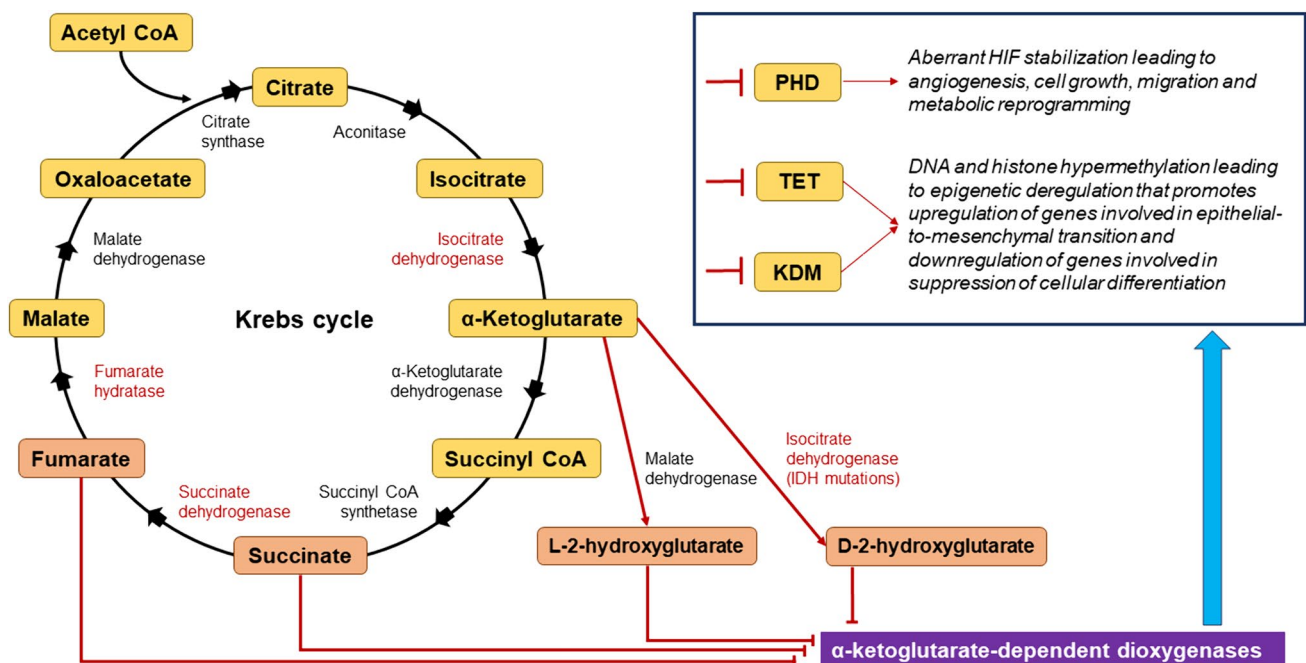 Acetyl CoA
Citrate
Citrate
synthase
Aconitase
Oxaloacetate
Isocitrate
Malate
dehydrogenase
Isocitrate
dehydrogenase
Malate
Krebs cycle
α-Ketoglutarate
Fumarate
hydratase
α-Ketoglutarate
dehydrogenase
Fumarate
Succinyl CoA
Succinate
dehydrogenase
Succinyl CoA
synthetase
Succinate
Malate
dehydrogenase
Isocitrate
dehydrogenase
(IDH mutations)
L-2-hydroxyglutarate
D-2-hydroxyglutarate
α-ketoglutarate-dependent dioxygenases
PHD
Aberrant HIF stabilization leading to
angiogenesis, cell growth, migration and
metabolic reprogramming
TET
KDM
DNA and histone hypermethylation leading
to epigenetic deregulation that promotes
upregulation of genes involved in epithelial-
to-mesenchymal transition and
downregulation of genes involved in
suppression of cellular differentiation